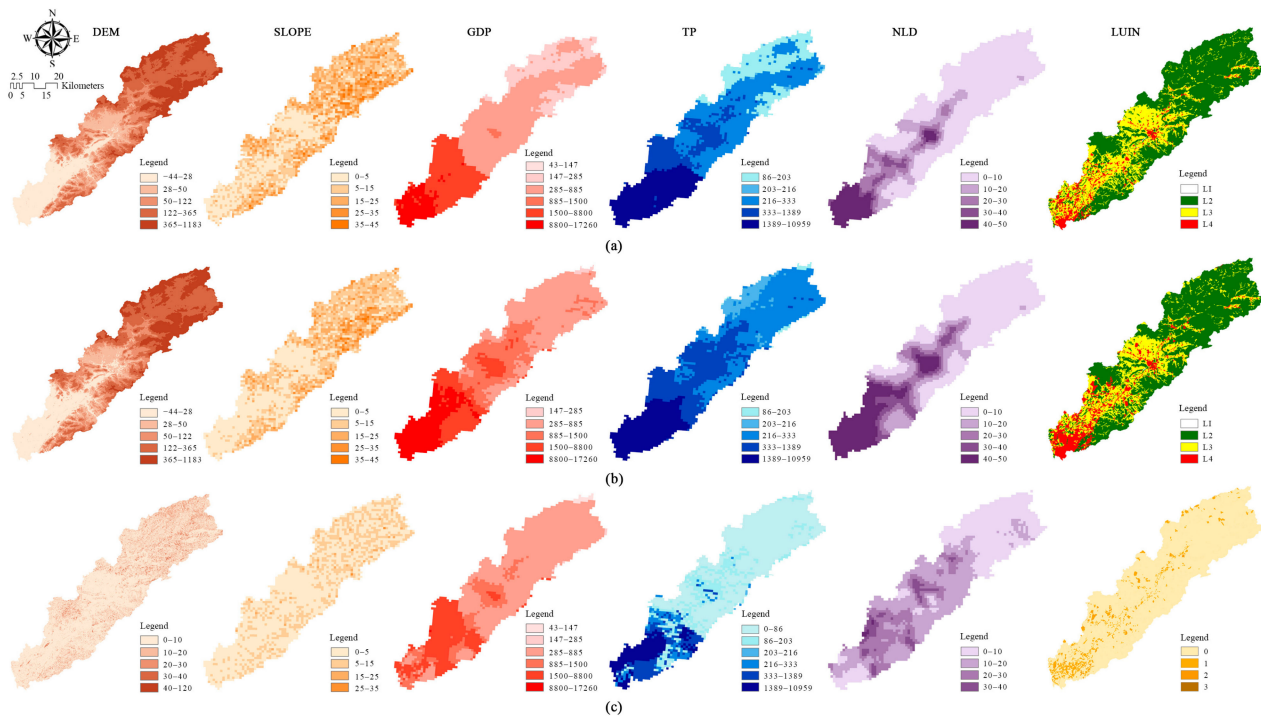 DEM
SLOPE
GDP
TP
NLD
LUIN
N
W E
S
2.5 10 20
Kilometers
0 5 15
Legend
−44–28
28–50
50–122
122–365
365–1183
Legend
0–5
5–15
15–25
25–35
35–45
Legend
43–147
147–285
285–885
885–1500
1500–8800
8800–17260
Legend
86–203
203–216
216–333
333–1389
1389–10959
Legend
0–10
10–20
20–30
30–40
40–50
Legend
L1
L2
L3
L4
(a)
Legend
−44–28
28–50
50–122
122–365
365–1183
Legend
0–5
5–15
15–25
25–35
35–45
Legend
147–285
285–885
885–1500
1500–8800
8800–17260
Legend
86–203
203–216
216–333
333–1389
1389–10959
Legend
0–10
10–20
20–30
30–40
40–50
Legend
L1
L2
L3
L4
(b)
Legend
0–10
10–20
20–30
30–40
40–120
Legend
0–5
5–15
15–25
25–35
Legend
43–147
147–285
285–885
885–1500
1500–8800
8800–17260
Legend
0–86
86–203
203–216
216–333
333–1389
1389–10959
Legend
0–10
10–20
20–30
30–40
Legend
0
1
2
3
(c)